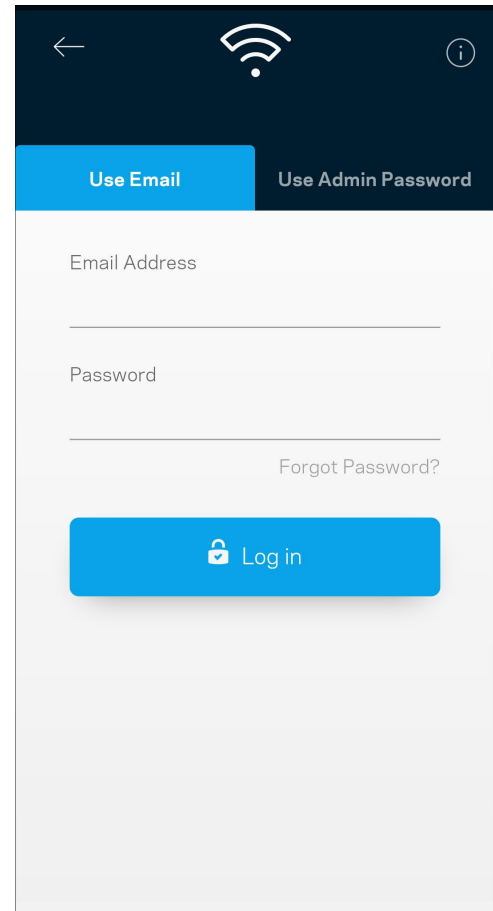 Use Email
Use Admin Password
Email Address
Password
Forgot Password?
Log in